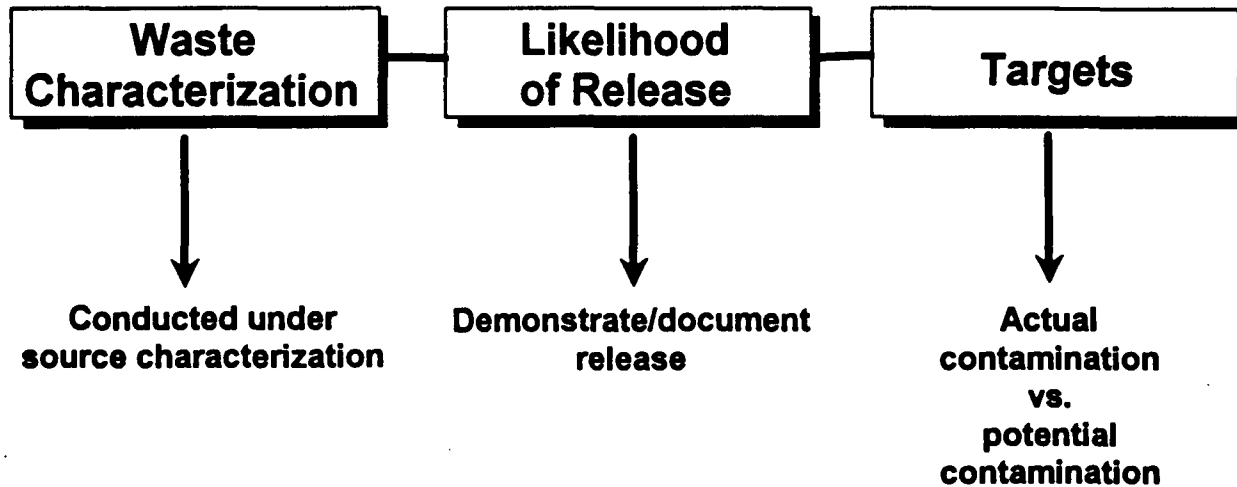 Waste
Characterization
Likelihood
of Release
Targets
Conducted under
source characterization
Demonstrate/document
release
Actual
contamination
vs.
potential
contamination